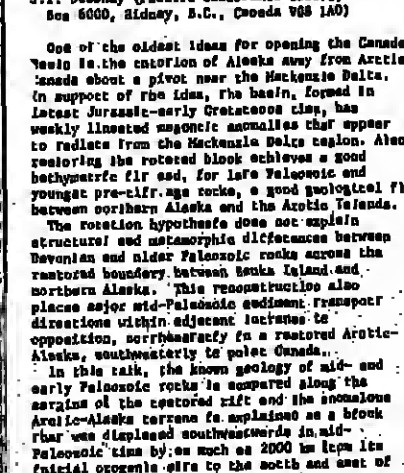 Box 6000, Sidney, B.C., Canada V8S 1A0)
One of the oldest ideas for opening the Canada
Basin is the rotation of Alaska away from Arctic
Canada about a pivot near the Mackenzie Delta.
In support of the idea, the basin, formed in
latest Jurassic-early Cretaceous time, has
weakly lineated magnetic anomalies that appear
to radiate from the Mackenzie Delta region. Also
restoring the rotated block achieves a good
bathymetric fit and, for late Paleozoic and
younger pre-rift age rocks, a good geological fi
between northern Alaska and the Arctic Islands.
The rotation hypothesis does not explain
structural and metamorphic differences between
Devonian and older Paleozoic rocks across the
restored boundary between Banks Island and
northern Alaska. This reconstruction also
places major mid-Paleozoic sediment transport
directions within adjacent terranes in
opposition, northeasterly in a restored Arctic-
Alaska, southwesterly in polar Canada.
In this talk, the known geology of mid- and
early Paleozoic rocks is compared along the
margins of the restored rift and the anomalous
Arctic-Alaska terrane is explained as a block
that was displaced southwestwards in mid-
Paleozoic time by as much as 2000 km from its
initial orogenic site to the north and east of